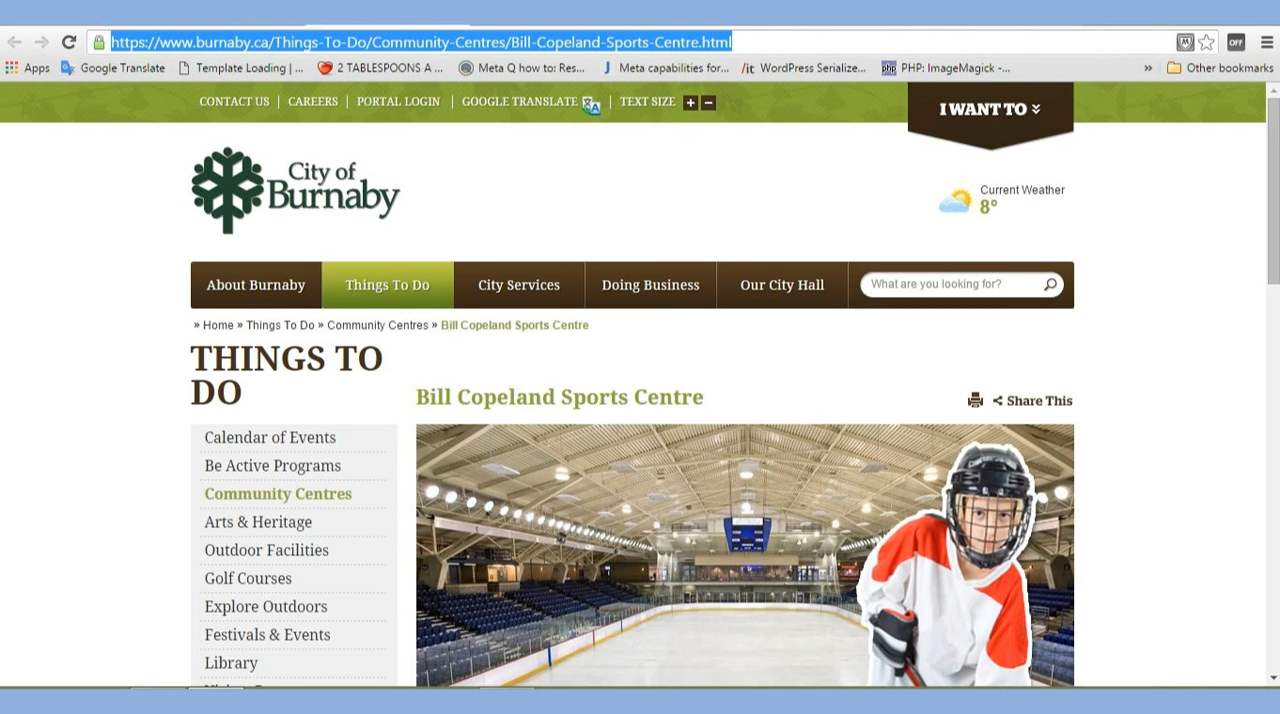 https://www.burnaby.ca/Things-To-Do/Community-Centres/Bill-Copeland-Sports-Centre.html
OFF
Apps Google Translate Template Loading | ... 2 TABLESPOONS A ... Meta Q how to: Res... Meta capabilities for... /it WordPress Serialize... php PHP: ImageMagick -... » Other bookmarks
CONTACT US | CAREERS | PORTAL LOGIN | GOOGLE TRANSLATE | TEXT SIZE + −
I WANT TO
City of
Burnaby
Current Weather
8°
About Burnaby Things To Do City Services Doing Business Our City Hall What are you looking for?
» Home » Things To Do » Community Centres » Bill Copeland Sports Centre
THINGS TO
DO
Bill Copeland Sports Centre
Share This
Calendar of Events
Be Active Programs
Community Centres
Arts & Heritage
Outdoor Facilities
Golf Courses
Explore Outdoors
Festivals & Events
Library